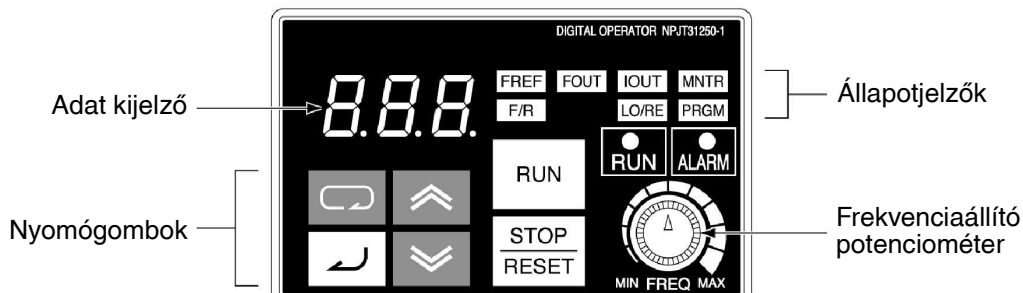 DIGITAL OPERATOR NPJT31250-1
8.8.8.
FREF FOUT IOUT MNTR
F/R LO/RE PRGM
Adat kijelző
Állapotjelzők
RUN ALARM
RUN
Nyomógombok
STOP
RESET
Frekvenciaállító
potenciométer
MIN FREQ MAX